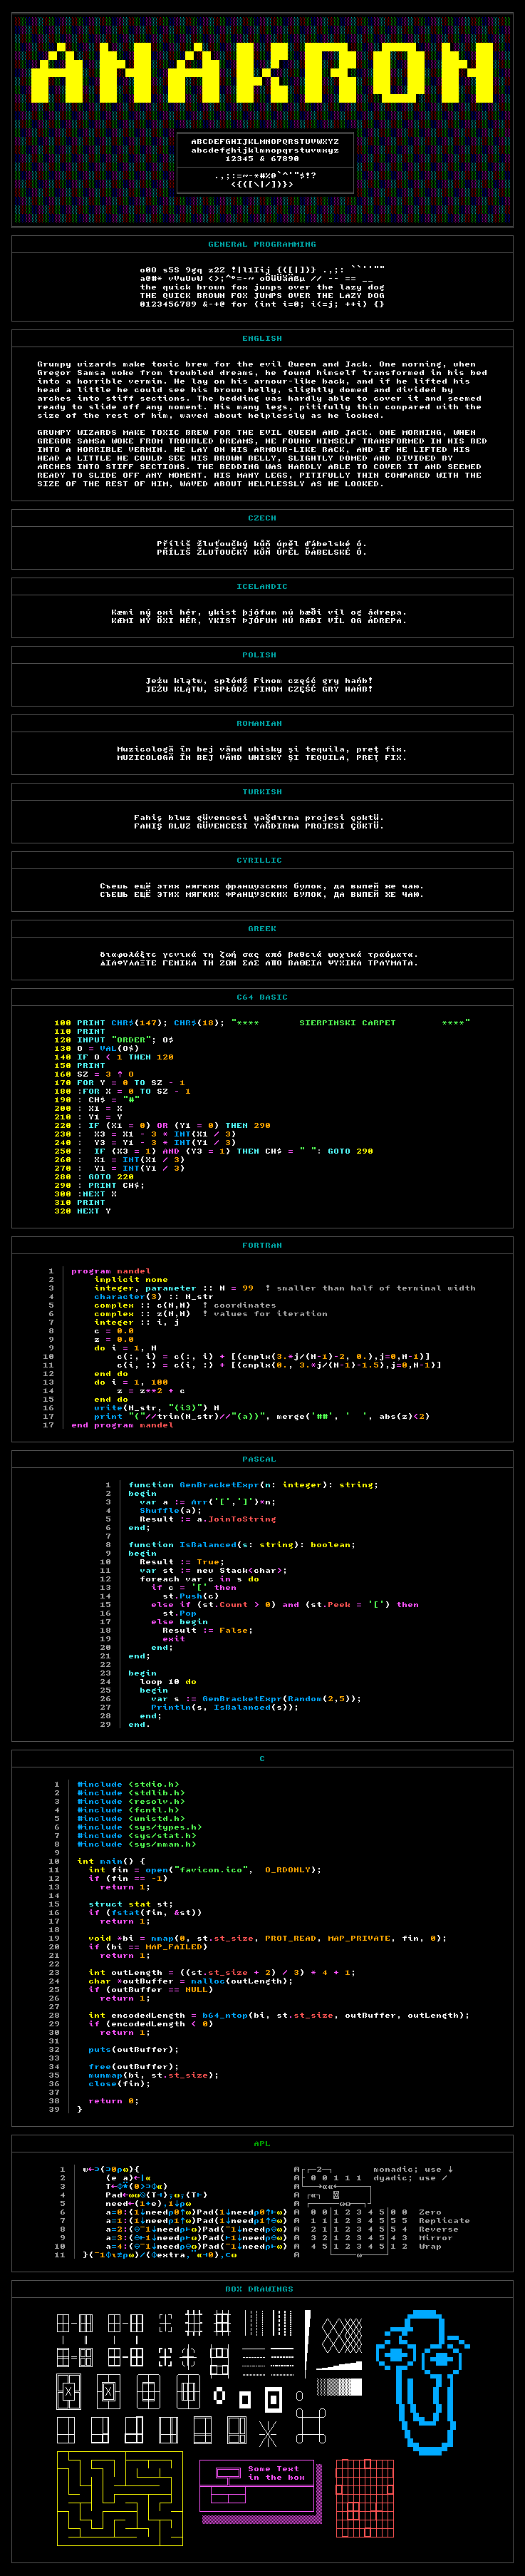 ANAKRON
ABCDEFGHIJKLMNOPQRSTUVWXYZ
abcdefghijklmnopqrstuvwxyz
12345 & 67890
.,;:=~-*#%@`^'"$!?
<{([\|/])}>
GENERAL PROGRAMMING
o0O s5S 9gq z2Z !|l1Iij {([|])} .,;: ``''""
a@#* vVuUwW <>;^°=-~ oÖüÜäÄßµ // -- == __
the quick brown fox jumps over the lazy dog
THE QUICK BROWN FOX JUMPS OVER THE LAZY DOG
0123456789 &-+@ for (int i=0; i<=j; ++i) {}
ENGLISH
Grumpy wizards make toxic brew for the evil Queen and Jack. One morning, when
Gregor Samsa woke from troubled dreams, he found himself transformed in his bed
into a horrible vermin. He lay on his armour-like back, and if he lifted his
head a little he could see his brown belly, slightly domed and divided by
arches into stiff sections. The bedding was hardly able to cover it and seemed
ready to slide off any moment. His many legs, pitifully thin compared with the
size of the rest of him, waved about helplessly as he looked.
GRUMPY WIZARDS MAKE TOXIC BREW FOR THE EVIL QUEEN AND JACK. ONE MORNING, WHEN
GREGOR SAMSA WOKE FROM TROUBLED DREAMS, HE FOUND HIMSELF TRANSFORMED IN HIS BED
INTO A HORRIBLE VERMIN. HE LAY ON HIS ARMOUR-LIKE BACK, AND IF HE LIFTED HIS
HEAD A LITTLE HE COULD SEE HIS BROWN BELLY, SLIGHTLY DOMED AND DIVIDED BY
ARCHES INTO STIFF SECTIONS. THE BEDDING WAS HARDLY ABLE TO COVER IT AND SEEMED
READY TO SLIDE OFF ANY MOMENT. HIS MANY LEGS, PITIFULLY THIN COMPARED WITH THE
SIZE OF THE REST OF HIM, WAVED ABOUT HELPLESSLY AS HE LOOKED.
CZECH
Příliš žluťoučký kůň úpěl ďábelské ó.
PŘÍLIŠ ŽLUŤOUČKÝ KŮŇ ÚPĚL ĎÁBELSKÉ Ó.
ICELANDIC
Kæmi ný öxi hér, ykist þjófum nú bæði víl og ádrepa.
KÆMI NÝ ÖXI HÉR, YKIST ÞJÓFUM NÚ BÆÐI VÍL OG ÁDREPA.
POLISH
Jeżu klątw, spłódź Finom część gry hańb!
JEŻU KLĄTW, SPŁÓDŹ FINOM CZĘŚĆ GRY HAŃB!
ROMANIAN
Muzicologă în bej vând whisky și tequila, preț fix.
MUZICOLOGĂ ÎN BEJ VÂND WHISKY ȘI TEQUILA, PREȚ FIX.
TURKISH
Fahiş bluz güvencesi yağdırma projesi çöktü.
FAHİŞ BLUZ GÜVENCESİ YAĞDIRMA PROJESİ ÇÖKTÜ.
CYRILLIC
Съешь ещё этих мягких французских булок, да выпей же чаю.
СЪЕШЬ ЕЩЁ ЭТИХ МЯГКИХ ФРАНЦУЗСКИХ БУЛОК, ДА ВЫПЕЙ ЖЕ ЧАЮ.
GREEK
διαφυλάξτε γενικά τη ζωή σας από βαθειά ψυχικά τραύματα.
ΔΙΑΦΥΛΑΞΤΕ ΓΕΝΙΚΑ ΤΗ ΖΩΗ ΣΑΣ ΑΠΟ ΒΑΘΕΙΑ ΨΥΧΙΚΑ ΤΡΑΥΜΑΤΑ.
C64 BASIC
100 PRINT CHR$(147); CHR$(18); "**** SIERPINSKI CARPET ****"
110 PRINT
120 INPUT "ORDER"; O$
130 O = VAL(O$)
140 IF O < 1 THEN 120
150 PRINT
160 SZ = 3 ↑ O
170 FOR Y = 0 TO SZ - 1
180 :FOR X = 0 TO SZ - 1
190 : CH$ = "#"
200 : X1 = X
210 : Y1 = Y
220 : IF (X1 = 0) OR (Y1 = 0) THEN 290
230 : X3 = X1 - 3 * INT(X1 / 3)
240 : Y3 = Y1 - 3 * INT(Y1 / 3)
250 : IF (X3 = 1) AND (Y3 = 1) THEN CH$ = " ": GOTO 290
260 : X1 = INT(X1 / 3)
270 : Y1 = INT(Y1 / 3)
280 : GOTO 220
290 : PRINT CH$;
300 :NEXT X
310 PRINT
320 NEXT Y
FORTRAN
1 program mandel
2 implicit none
3 integer, parameter :: N = 99 ! smaller than half of terminal width
4 character(3) :: N_str
5 complex :: c(N,N) ! coordinates
6 complex :: z(N,N) ! values for iteration
7 integer :: i, j
8 c = 0.0
9 z = 0.0
9 do i = 1, N
10 c(:, i) = c(:, i) + [(cmplx(3.*j/(N-1)-2, 0.),j=0,N-1)]
11 c(i, :) = c(i, :) + [(cmplx(0., 3.*j/(N-1)-1.5),j=0,N-1)]
12 end do
13 do i = 1, 100
14 z = z**2 + c
15 end do
16 write(N_str, "(i3)") N
17 print "("//trim(N_str)//"(a))", merge('##', '  ', abs(z)<2)
17 end program mandel
PASCAL
1 function GenBracketExpr(n: integer): string;
2 begin
3 var a := Arr('[',']')*n;
4 Shuffle(a);
5 Result := a.JoinToString
6 end;
7
8 function IsBalanced(s: string): boolean;
9 begin
10 Result := True;
11 var st := new Stack<char>;
12 foreach var c in s do
13 if c = '[' then
14 st.Push(c)
15 else if (st.Count > 0) and (st.Peek = '[') then
16 st.Pop
17 else begin
18 Result := False;
19 exit
20 end;
21 end;
22
23 begin
24 loop 10 do
25 begin
26 var s := GenBracketExpr(Random(2,5));
27 Println(s, IsBalanced(s));
28 end;
29 end.
C
1 #include <stdio.h>
2 #include <stdlib.h>
3 #include <resolv.h>
4 #include <fcntl.h>
5 #include <unistd.h>
6 #include <sys/types.h>
7 #include <sys/stat.h>
8 #include <sys/mman.h>
9
10 int main() {
11 int fin = open("favicon.ico", O_RDONLY);
12 if (fin == -1)
13 return 1;
14
15 struct stat st;
16 if (fstat(fin, &st))
17 return 1;
18
19 void *bi = mmap(0, st.st_size, PROT_READ, MAP_PRIVATE, fin, 0);
20 if (bi == MAP_FAILED)
21 return 1;
22
23 int outLength = ((st.st_size + 2) / 3) * 4 + 1;
24 char *outBuffer = malloc(outLength);
25 if (outBuffer == NULL)
26 return 1;
27
28 int encodedLength = b64_ntop(bi, st.st_size, outBuffer, outLength);
29 if (encodedLength < 0)
30 return 1;
31
32 puts(outBuffer);
33
34 free(outBuffer);
35 munmap(bi, st.st_size);
36 close(fin);
37
38 return 0;
39 }
APL
monadic; use ↓
dyadic; use /
Zero
Replicate
Reverse
Mirror
Wrap
BOX DRAWINGS
Some Text
in the box